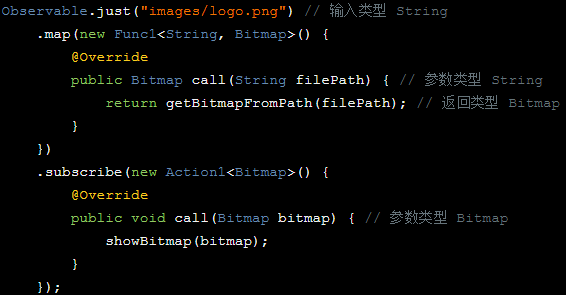 Observable.just("images/logo.png") // 输入类型 String
    .map(new Func1<String, Bitmap>() {
        @Override
        public Bitmap call(String filePath) { // 参数类型 String
            return getBitmapFromPath(filePath); // 返回类型 Bitmap
        }
    })
    .subscribe(new Action1<Bitmap>() {
        @Override
        public void call(Bitmap bitmap) { // 参数类型 Bitmap
            showBitmap(bitmap);
        }
    });